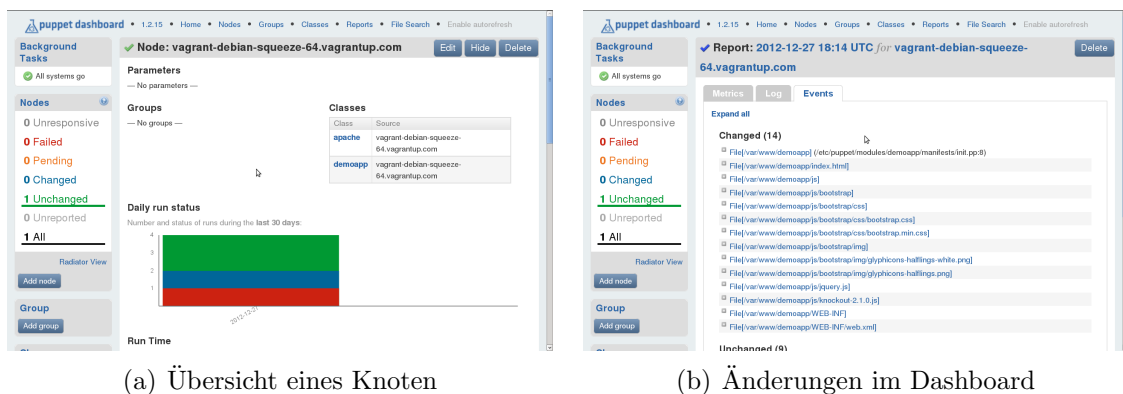 puppet dashboard • 1.2.15 • Home • Nodes • Groups • Classes • Reports • File Search • Enable autorefresh
Background Tasks
All systems go
Nodes
0 Unresponsive
0 Failed
0 Pending
0 Changed
1 Unchanged
0 Unreported
1 All
Radiator View
Add node
Group
Add group
Node: vagrant-debian-squeeze-64.vagrantup.com
Edit Hide Delete
Parameters
— No parameters —
Groups
— No groups —
Classes
Class Source
apache vagrant-debian-squeeze-
64.vagrantup.com
demoapp vagrant-debian-squeeze-
64.vagrantup.com
Daily run status
Number and status of runs during the last 30 days:
4
3
2
1
2012-12-27
Run Time
(a) Übersicht eines Knoten
puppet dashboard • 1.2.15 • Home • Nodes • Groups • Classes • Reports • File Search • Enable autorefresh
Background
Tasks
All systems go
Nodes
0 Unresponsive
0 Failed
0 Pending
0 Changed
1 Unchanged
0 Unreported
1 All
Radiator View
Add node
Group
Add group
Report: 2012-12-27 18:14 UTC for vagrant-debian-squeeze-
64.vagrantup.com
Delete
Metrics Log Events
Expand all
Changed (14)
File[/var/www/demoapp] (/etc/puppet/modules/demoapp/manifests/init.pp:8)
File[/var/www/demoapp/index.html]
File[/var/www/demoapp/js]
File[/var/www/demoapp/js/bootstrap]
File[/var/www/demoapp/js/bootstrap/css]
File[/var/www/demoapp/js/bootstrap/css/bootstrap.css]
File[/var/www/demoapp/js/bootstrap/css/bootstrap.min.css]
File[/var/www/demoapp/js/bootstrap/img]
File[/var/www/demoapp/js/bootstrap/img/glyphicons-halflings-white.png]
File[/var/www/demoapp/js/bootstrap/img/glyphicons-halflings.png]
File[/var/www/demoapp/js/jquery.js]
File[/var/www/demoapp/js/knockout-2.1.0.js]
File[/var/www/demoapp/WEB-INF]
File[/var/www/demoapp/WEB-INF/web.xml]
Unchanged (9)
(b) Änderungen im Dashboard